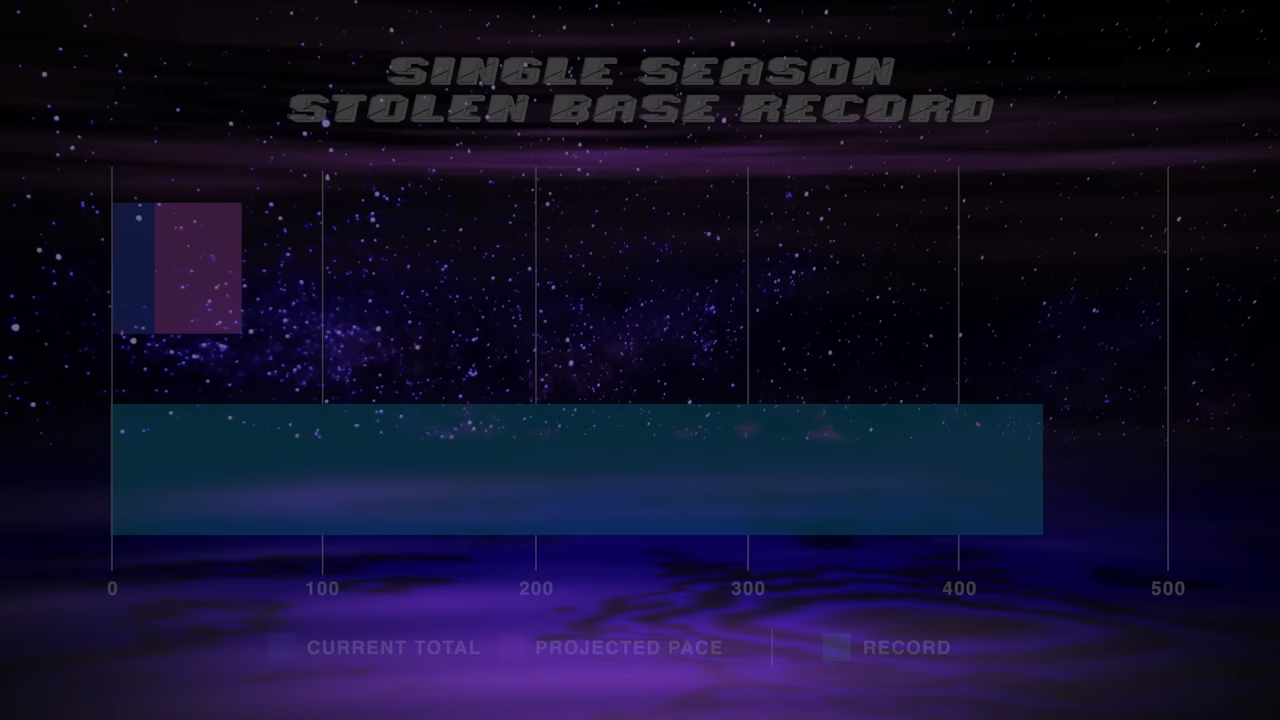 SINGLE SEASON
STOLEN BASE RECORD
0 100 200 300 400 500
CURRENT TOTAL PROJECTED PACE RECORD